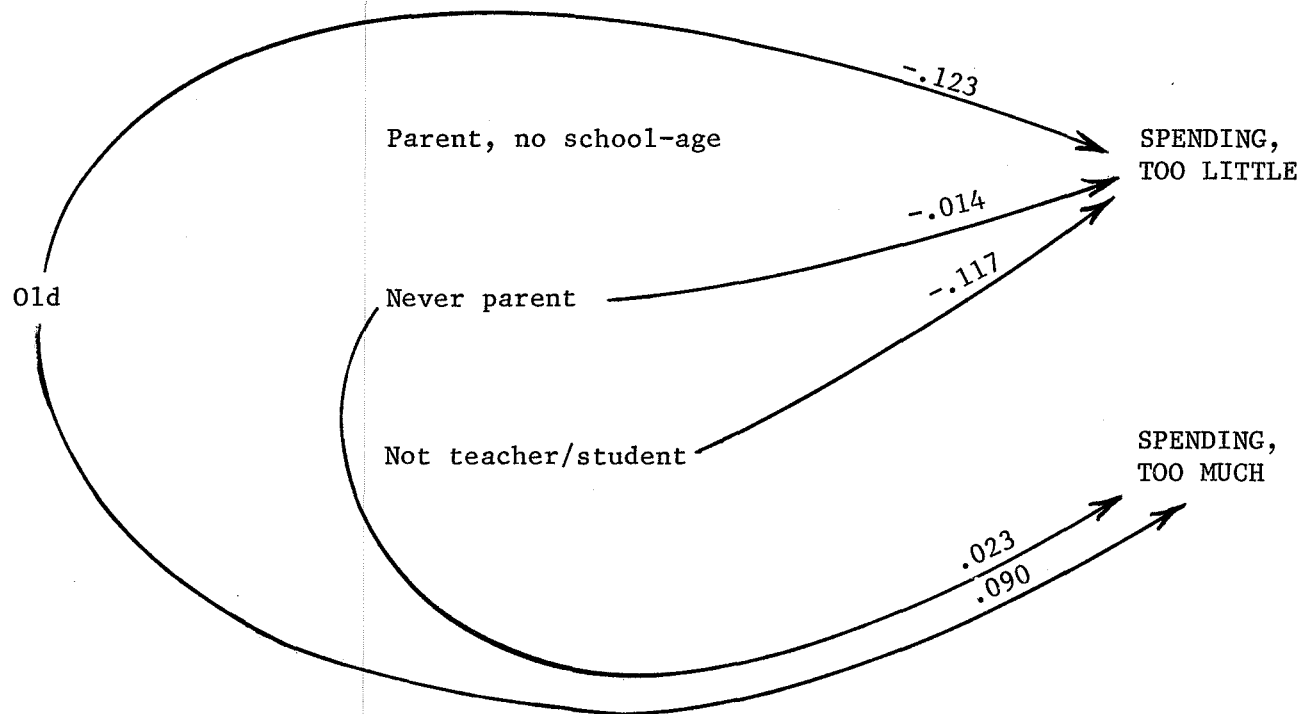 -.123
Parent, no school-age
SPENDING,
TOO LITTLE
-.014
-.117
Old
Never parent
Not teacher/student
SPENDING,
TOO MUCH
.023
.090